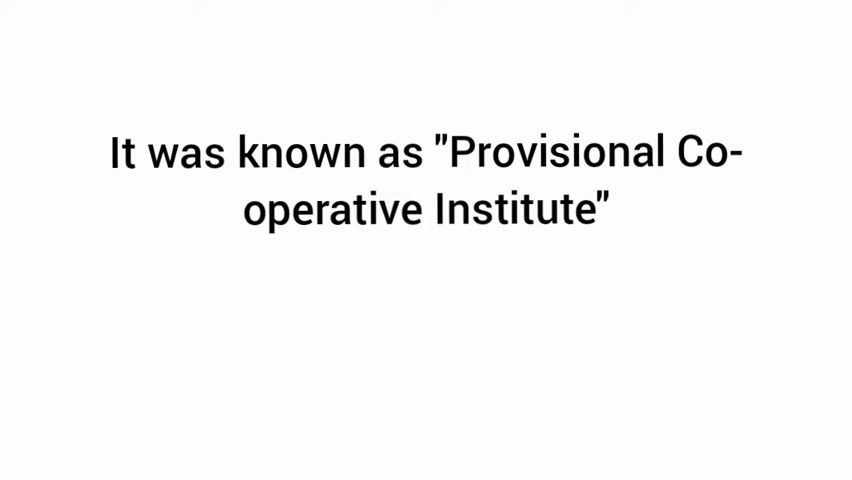 It was known as "Provisional Co-
operative Institute"